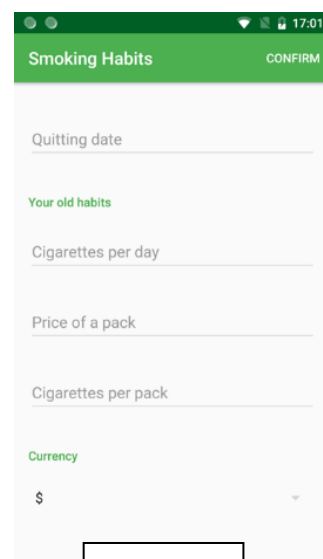 17:01
Smoking Habits CONFIRM
Quitting date
Your old habits
Cigarettes per day
Price of a pack
Cigarettes per pack
Currency
$